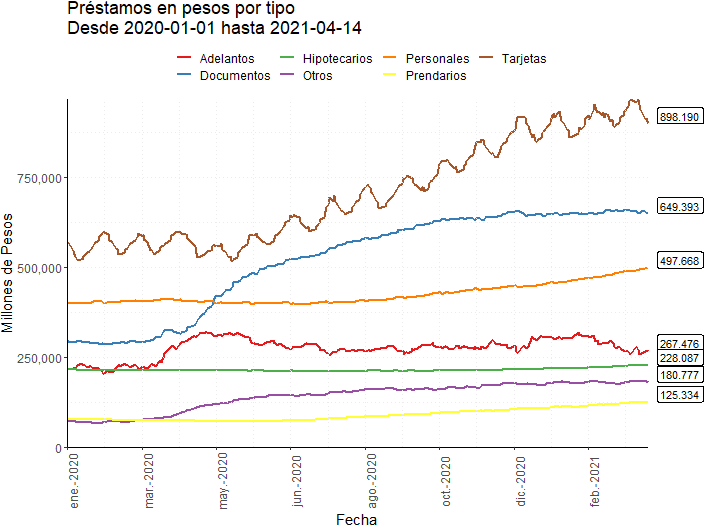 Préstamos en pesos por tipo
Desde 2020-01-01 hasta 2021-04-14
Adelantos Hipotecarios Personales Tarjetas
Documentos Otros Prendarios
Millones de Pesos
750,000
500,000
250,000
0
898.190
649.393
497.668
267.476
228.087
180.777
125.334
ene.-2020
mar.-2020
may.-2020
jun.-2020
ago.-2020
oct.-2020
dic.-2020
feb.-2021
Fecha